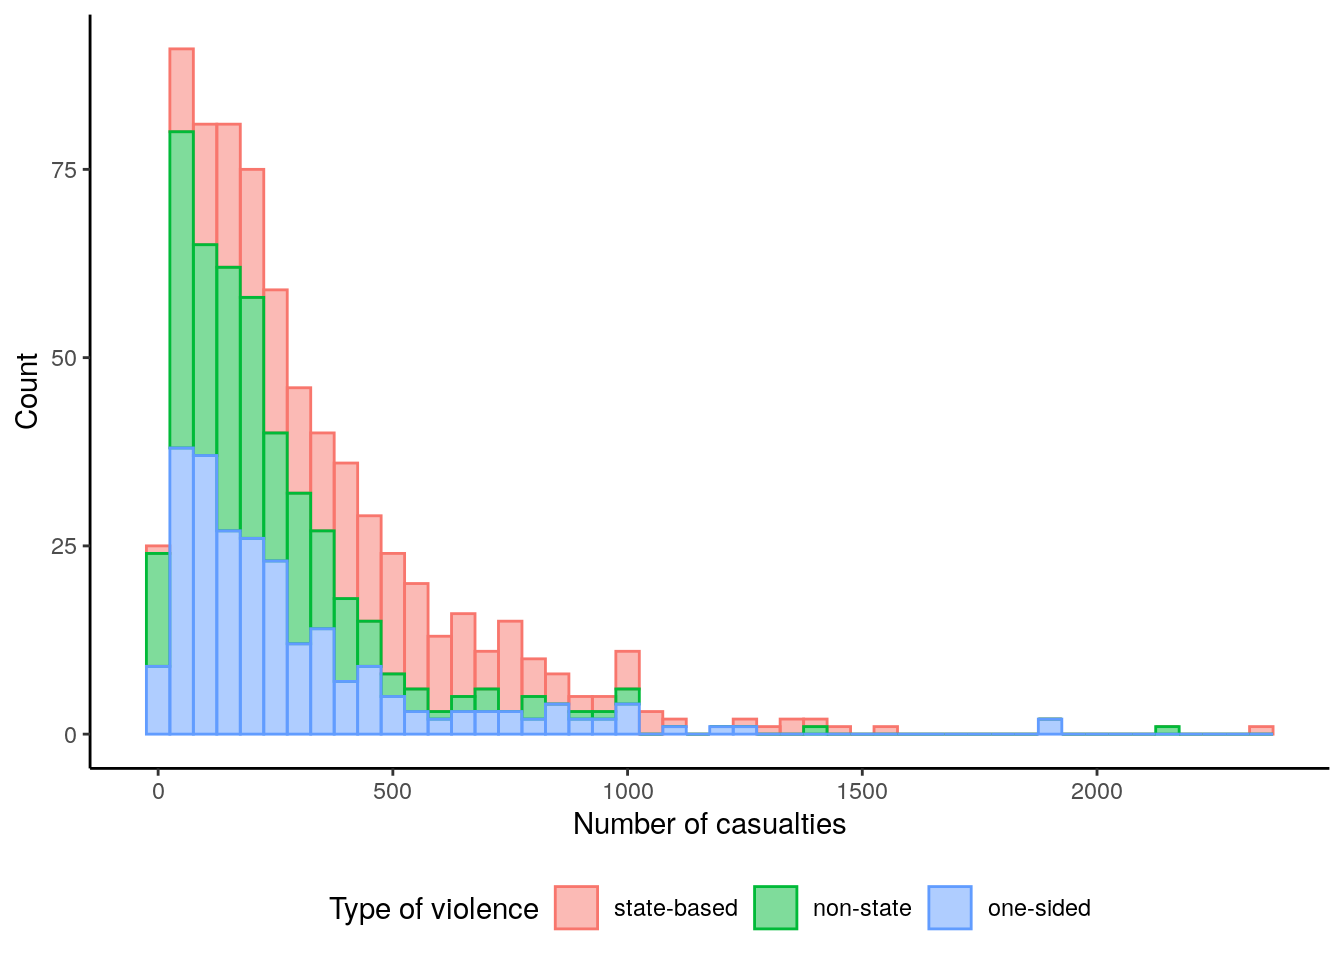 75
50
25
0
Count
0 500 1000 1500 2000
Number of casualties
Type of violence state-based non-state one-sided